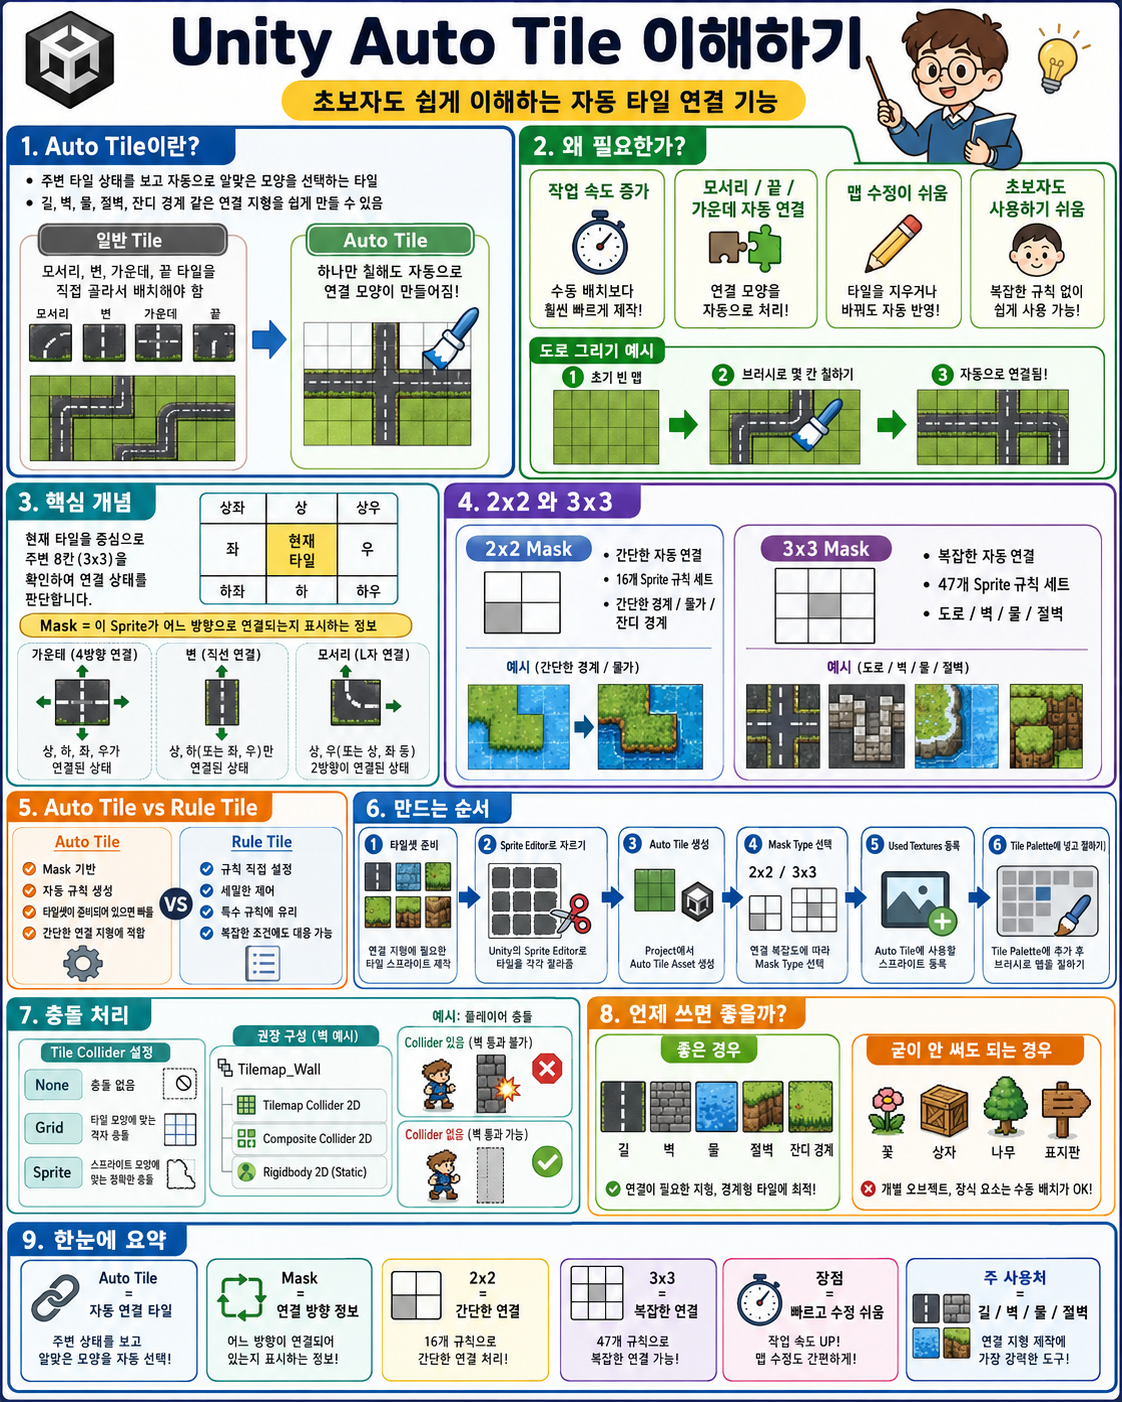 Unity Auto Tile 이해하기
초보자도 쉽게 이해하는 자동 타일 연결 기능
1. Auto Tile이란?
• 주변 타일 상태를 보고 자동으로 알맞은 모양을 선택하는 타일
• 길, 벽, 물, 절벽, 잔디 경계 같은 연결 지형을 쉽게 만들 수 있음
일반 Tile
모서리, 변, 가운데, 끝 타일을
직접 골라서 배치해야 함
모서리 변 가운데 끝
Auto Tile
하나만 칠해도 자동으로
연결 모양이 만들어짐!
2. 왜 필요한가?
작업 속도 증가
수동 배치보다
훨씬 빠르게 제작!
모서리 / 끝 /
가운데 자동 연결
연결 모양을
자동으로 처리!
맵 수정이 쉬움
타일을 지우거나
바꿔도 자동 반영!
초보자도
사용하기 쉬움
복잡한 규칙 없이
쉽게 사용 가능!
도로 그리기 예시
1 초기 빈 맵
2 브러시로 몇 칸 칠하기
3 자동으로 연결됨!
3. 핵심 개념
현재 타일을 중심으로
주변 8칸 (3x3)을
확인하여 연결 상태를
판단합니다.
상좌 상 상우
좌 현재 타일 우
하좌 하 하우
Mask = 이 Sprite가 어느 방향으로 연결되는지 표시하는 정보
가운테 (4방향 연결)
상, 하, 좌, 우가
연결된 상태
변 (직선 연결)
상, 하(또는 좌, 우)만
연결된 상태
모서리 (L자 연결)
상, 우(또는 상, 좌 등)
2방향이 연결된 상태
4. 2x2 와 3x3
2x2 Mask
• 간단한 자동 연결
• 16개 Sprite 규칙 세트
• 간단한 경계 / 물가 /
잔디 경계
예시 (간단한 경계 / 물가)
3x3 Mask
• 복잡한 자동 연결
• 47개 Sprite 규칙 세트
• 도로 / 벽 / 물 / 절벽
예시 (도로 / 벽 / 물 / 절벽)
5. Auto Tile vs Rule Tile
Auto Tile
Mask 기반
자동 규칙 생성
타일셋이 준비되어 있으면 빠름
간단한 연결 지형에 적합
VS
Rule Tile
규칙 직접 설정
세밀한 제어
특수 규칙에 유리
복잡한 조건에도 대응 가능
6. 만드는 순서
1 타일셋 준비
연결 지형에 필요한
타일 스프라이트 제작
2 Sprite Editor로 자르기
Unity의 Sprite Editor로
타일을 각각 잘라줌
3 Auto Tile 생성
Project에서
Auto Tile Asset 생성
4 Mask Type 선택
2x2 / 3x3
연결 복잡도에 따라
Mask Type 선택
5 Used Textures 등록
Auto Tile에 사용할
스프라이트 등록
6 Tile Palette에 넣고 칠하기)
Tile Palette에 추가 후
브러시로 맵을 칠하기
7. 충돌 처리
Tile Collider 설정
None 충돌 없음
Grid 타일 모양에 맞는
격자 충돌
Sprite 스프라이트 모양에
맞는 정확한 충돌
권장 구성 (벽 예시)
Tilemap_Wall
Tilemap Collider 2D
Composite Collider 2D
Rigidbody 2D (Static)
예시: 플레이어 충돌
Collider 있음 (벽 통과 불가)
Collider 없음 (벽 통과 가능)
8. 언제 쓰면 좋을까?
좋은 경우
길 벽 물 절벽 잔디 경계
연결이 필요한 지형, 경계형 타일에 최적!
굳이 안 써도 되는 경우
꽃 상자 나무 표지판
개별 오브젝트, 장식 요소는 수동 배치가 OK!
9. 한눈에 요약
Auto Tile
=
자동 연결 타일
주변 상태를 보고
알맞은 모양을 자동 선택!
Mask
=
연결 방향 정보
어느 방향이 연결되어
있는지 표시하는 정보!
2x2
=
간단한 연결
16개 규칙으로
간단한 연결 처리!
3x3
=
복잡한 연결
47개 규칙으로
복잡한 연결 가능!
장점
=
빠르고 수정 쉬움
작업 속도 UP!
맵 수정도 간편하게!
주 사용처
=
길 / 벽 / 물 / 절벽
연결 지형 제작에
가장 강력한 도구!